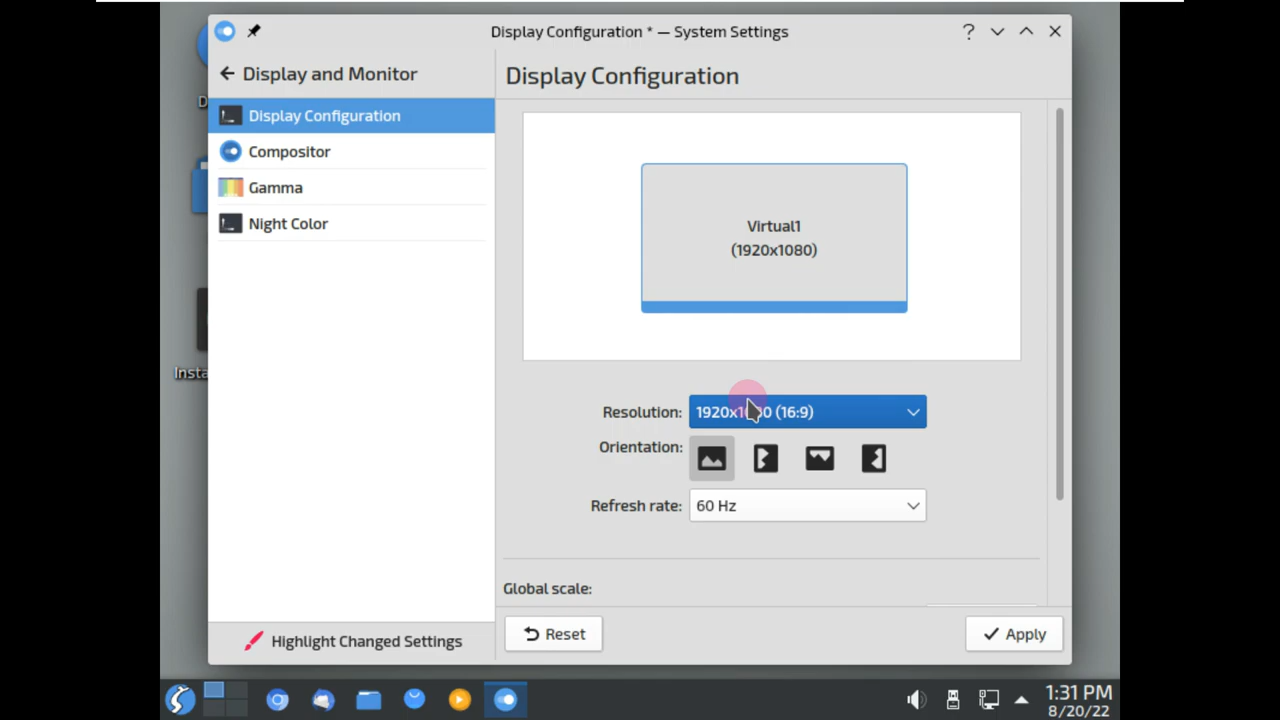 Display Configuration * — System Settings
Display and Monitor
Display Configuration
Display Configuration
Compositor
Gamma
Night Color
Virtual1
(1920x1080)
Resolution:
1920x1080 (16:9)
Orientation:
Refresh rate:
60 Hz
Global scale:
Highlight Changed Settings
Reset
Apply
D
Insta
1:31 PM
8/20/22